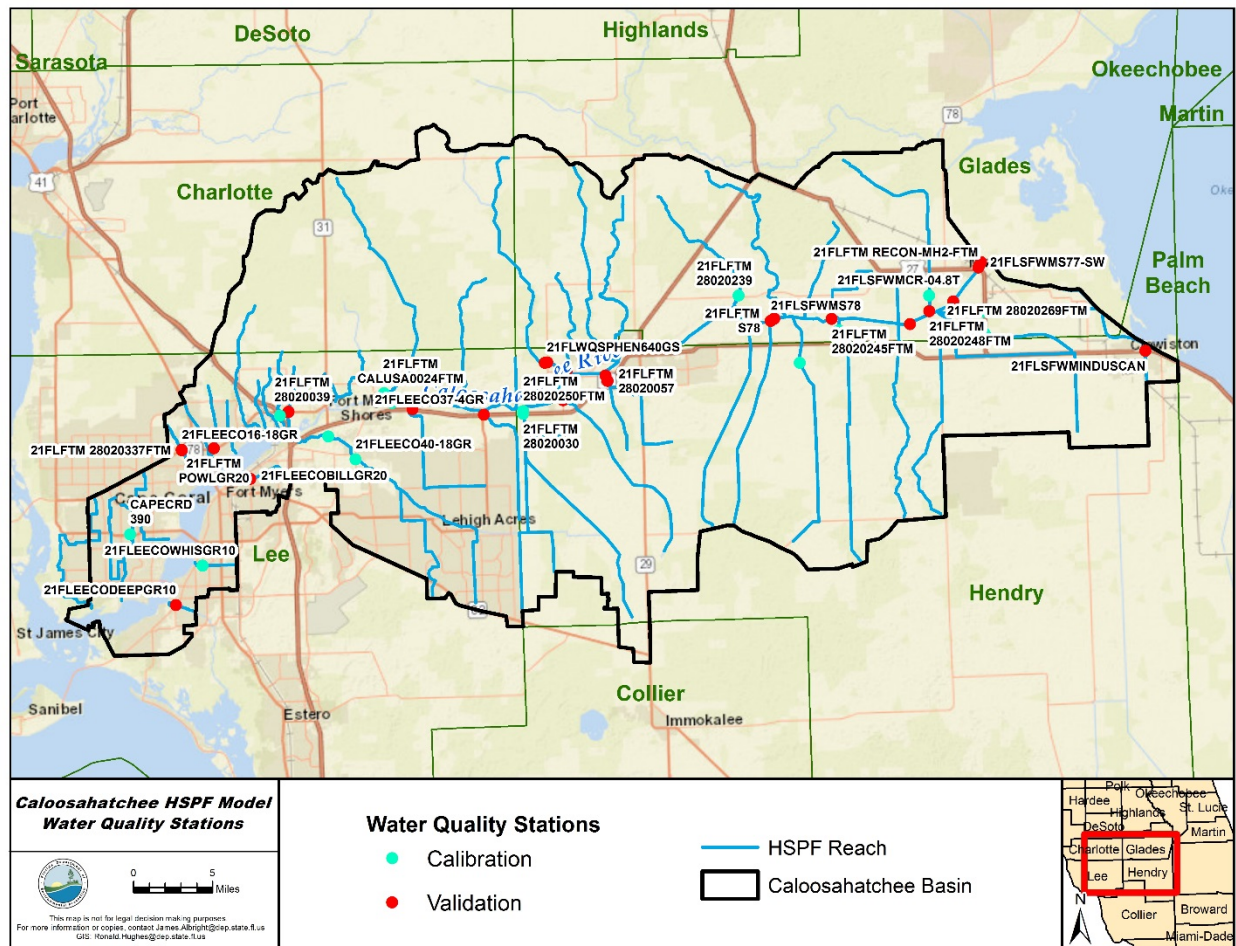 DeSoto
Highlands
Sarasota
Okeechobee
Port
arlotte
Martin
78
Glades
41
Charlotte
31
21FLFTM RECON-MH2-FTM
21FLSFWMS77-SW
27
21FLFTM
28020239
21FLSFWMCR-04.8T
Palm
Beach
21FLSFWMS78
21FLFTM
S78
21FLFTM 28020269FTM
21FLFTM
28020245FTM
21FLFTM
28020248FTM
21FLWQSPHEN640GS
21FLSFWMINDUSCAN
21FLFTM
CALUSA0024FTM
21FLFTM
28020057
21FLFTM
28020039
21FLFTM
28020250FTM
Shores
21FLEECO37-4GR
21FLFTM
28020030
21FLEECO16-18GR
21FLEECO40-18GR
21FLFTM 28020337FTM
78
21FLFTM
POWLGR20
21FLEECOBILLGR20
Fort Myers
CAPECRD
390
Lehigh Acres
21FLEECOWHISGR10
Lee
29
21FLEECODEEPGR10
Hendry
82
St James City
Collier
Sanibel
Estero
Immokalee
Caloosahatchee HSPF Model
Water Quality Stations
0 5
Miles
This map is not for legal decision making purposes
For more information or copies, contact James.Albright@dep.state.fl.us
GIS: Ronald.Hughes@dep.state.fl.us
Water Quality Stations
Calibration
Validation
HSPF Reach
Caloosahatchee Basin
Polk
Hardee
Okeechobee
Highlands
St. Lucie
DeSoto
Martin
Charlotte
Glades
Lee
Hendry
N
Collier
Broward
Miami-Dade